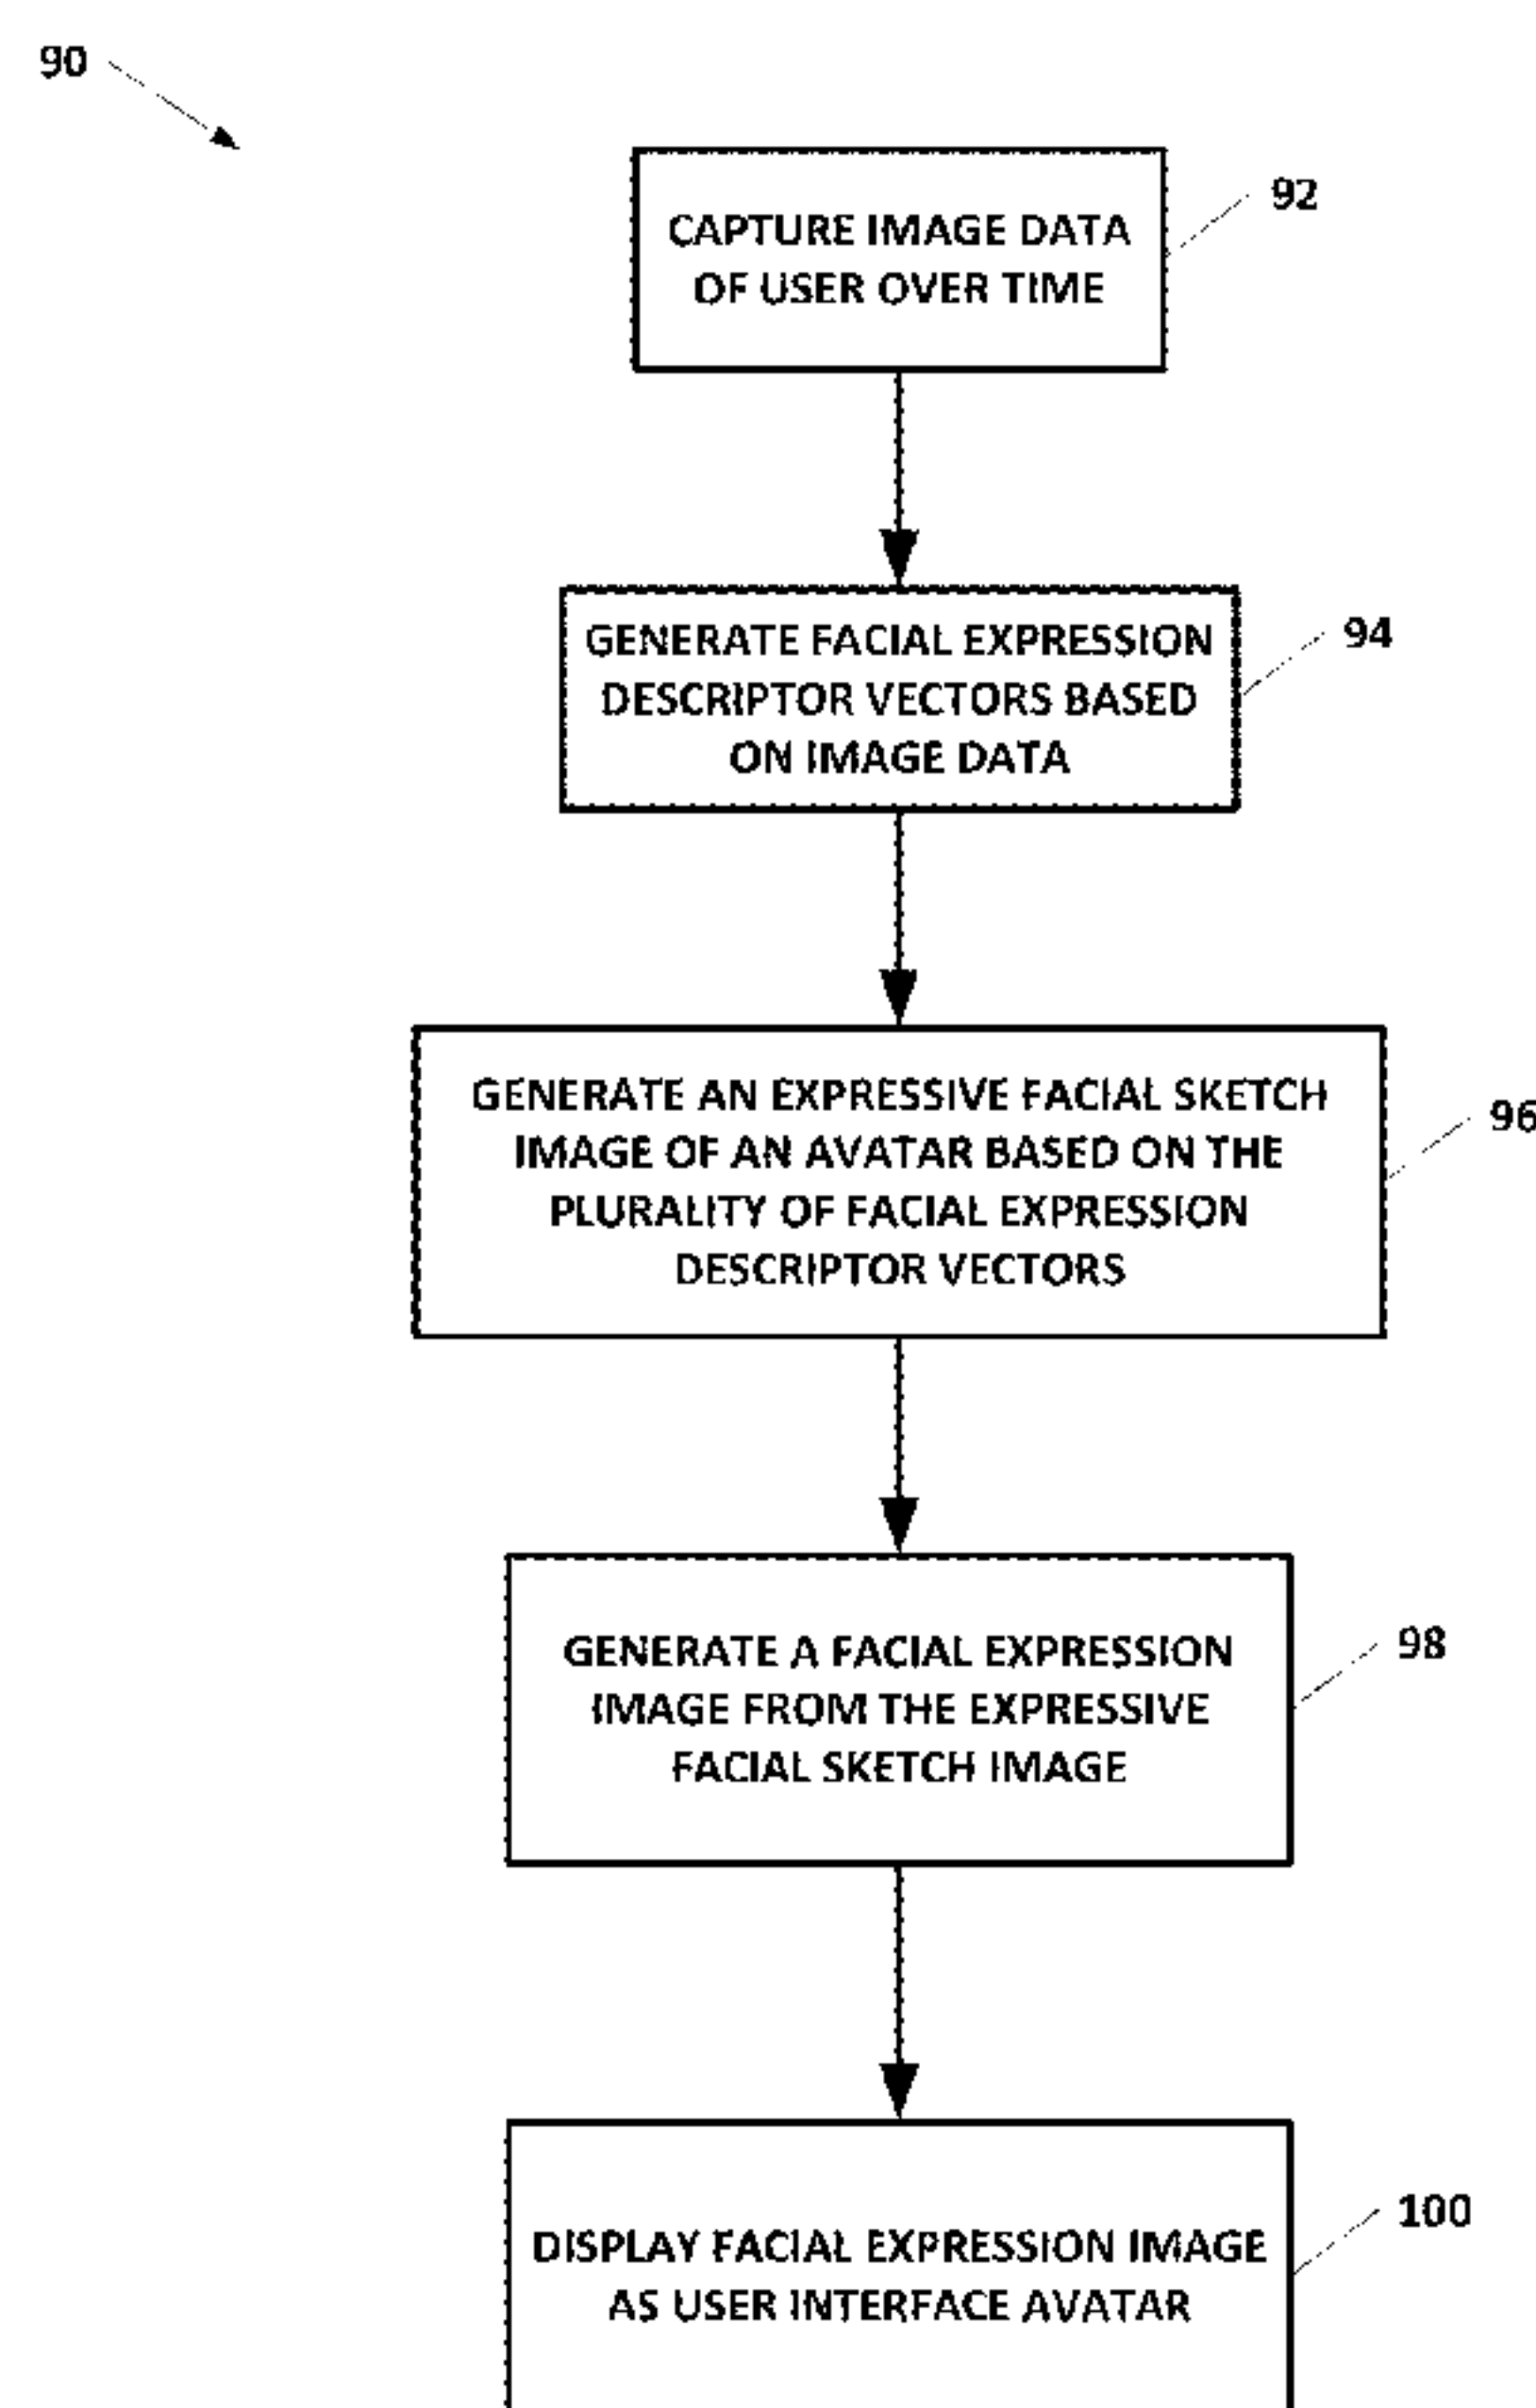 90
92
CAPTURE IMAGE DATA
OF USER OVER TIME
94
GENERATE FACIAL EXPRESSION
DESCRIPTOR VECTORS BASED
ON IMAGE DATA
96
GENERATE AN EXPRESSIVE FACIAL SKETCH
IMAGE OF AN AVATAR BASED ON THE
PLURALITY OF FACIAL EXPRESSION
DESCRIPTOR VECTORS
98
GENERATE A FACIAL EXPRESSION
IMAGE FROM THE EXPRESSIVE
FACIAL SKETCH IMAGE
100
DISPLAY FACIAL EXPRESSION IMAGE
AS USER INTERFACE AVATAR